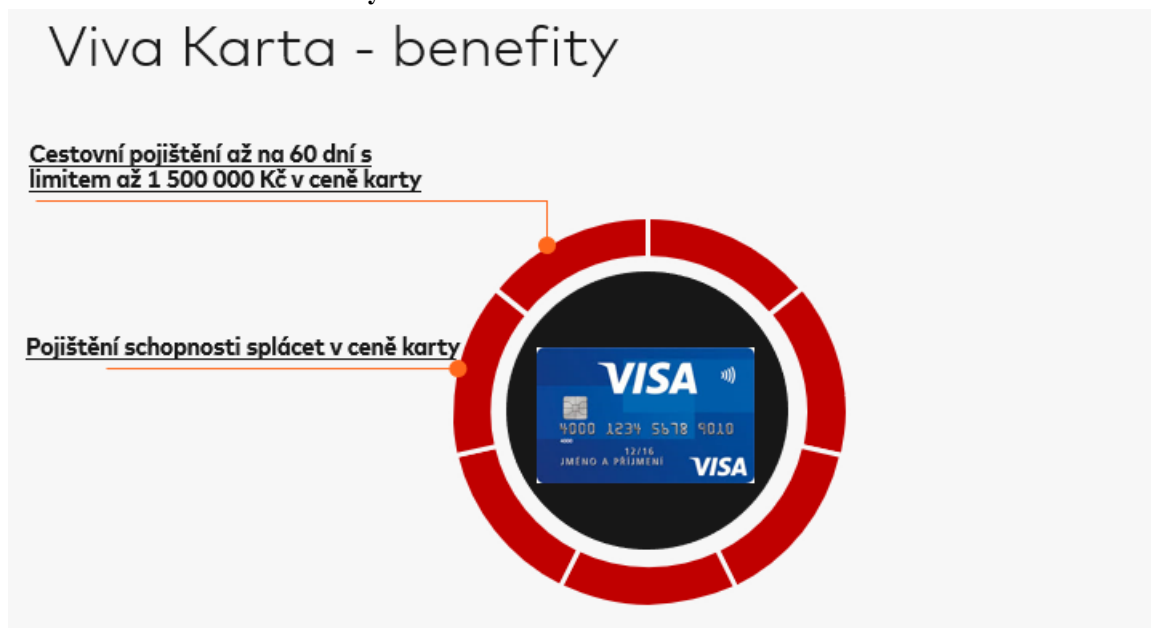 Viva Karta - benefity
Cestovní pojištění až na 60 dní s
limitem až 1 500 000 Kč v ceně karty
Pojištění schopnosti splácet v ceně karty
VISA
4000 1234 5678 9010
12/16
JMÉNO A PŘÍJMENÍ
VISA